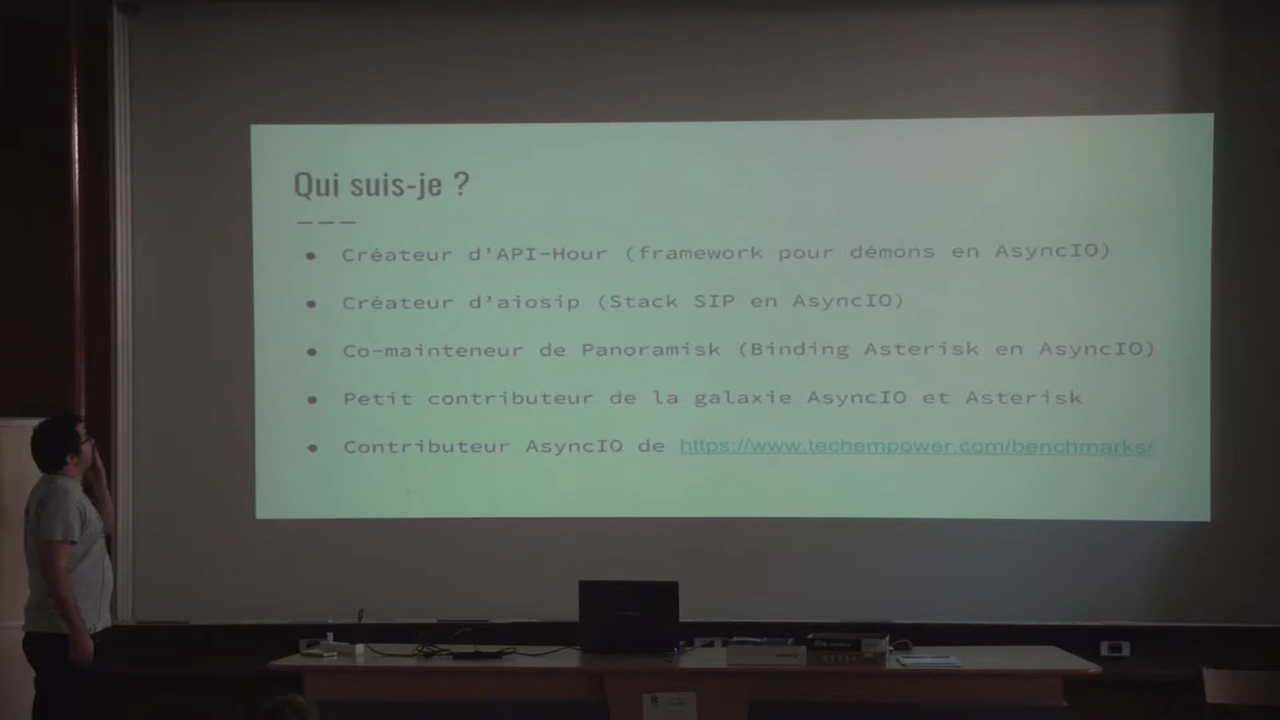 Qui suis-je ?
● Créateur d'API-Hour (framework pour démons en AsyncIO)
● Créateur d'aiosip (Stack SIP en AsyncIO)
● Co-mainteneur de Panoramisk (Binding Asterisk en AsyncIO)
● Petit contributeur de la galaxie AsyncIO et Asterisk
● Contributeur AsyncIO de https://www.techempower.com/benchmarks/